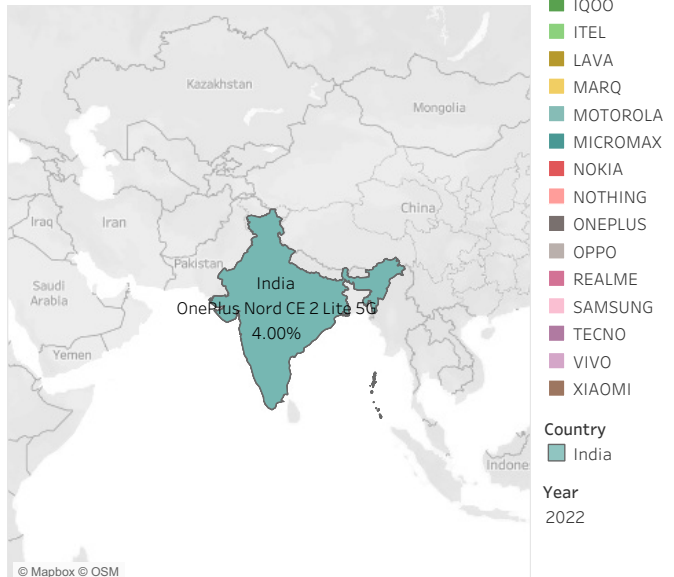 IQOO
ITEL
LAVA
MARQ
MOTOROLA
MICROMAX
NOKIA
NOTHING
ONEPLUS
OPPO
REALME
SAMSUNG
TECNO
VIVO
XIAOMI
Country
India
Year
2022
Kazakhstan
Mongolia
China
Iraq
Iran
Pakistan
Saudi
Arabia
Yemen
India
OnePlus Nord CE 2 Lite 5G
4.00%
Indone
© Mapbox © OSM